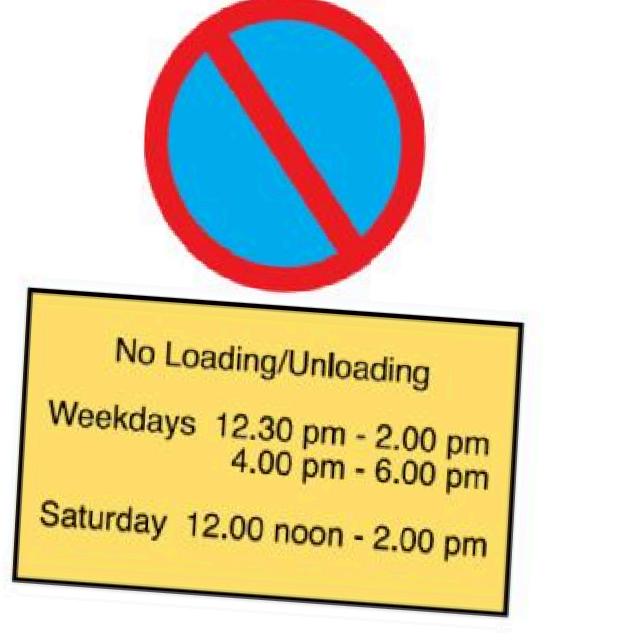 No Loading/Unloading
Weekdays 12.30 pm - 2.00 pm
4.00 pm - 6.00 pm
Saturday 12.00 noon - 2.00 pm